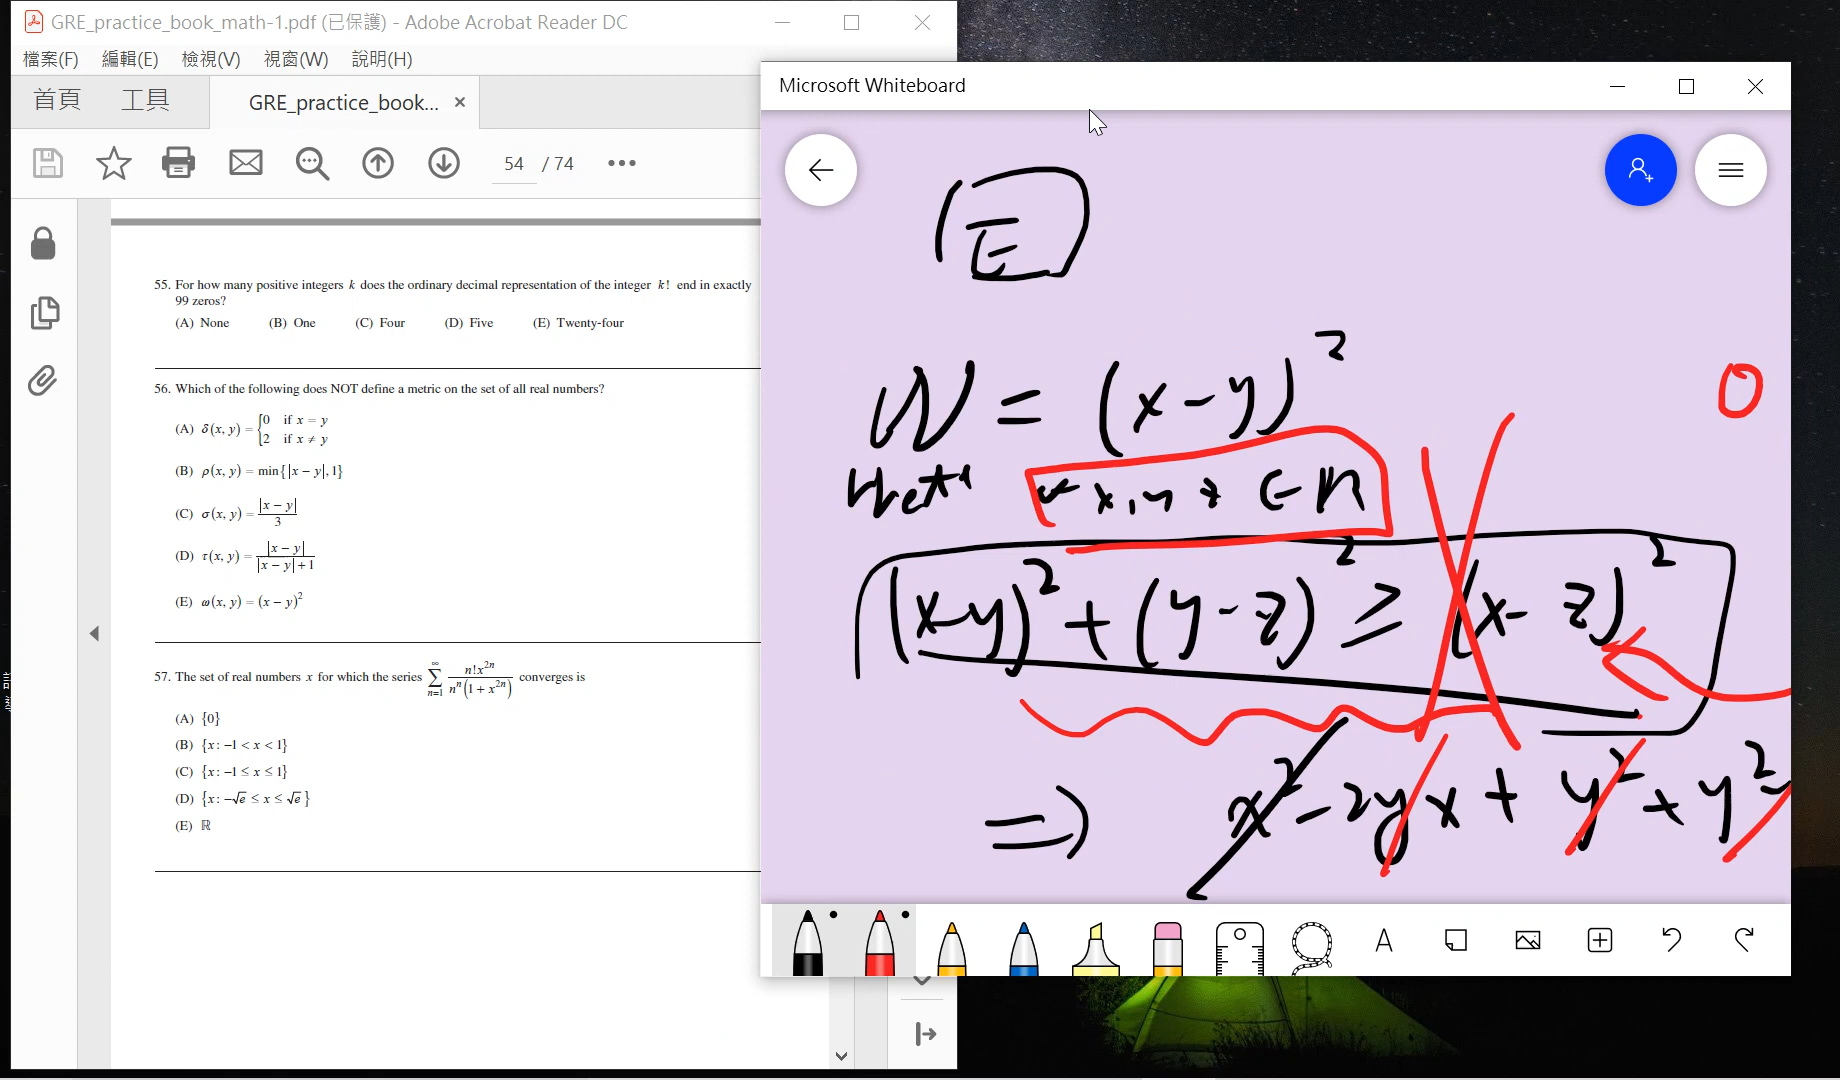 GRE_practice_book_math-1.pdf (已保護) - Adobe Acrobat Reader DC
檔案(F) 編輯(E) 檢視(V) 視窗(W) 說明(H)
首頁 工具 GRE_practice_book... ×
54 / 74
55. For how many positive integers k does the ordinary decimal representation of the integer k! end in exactly
99 zeros?
(A) None (B) One (C) Four (D) Five (E) Twenty-four
56. Which of the following does NOT define a metric on the set of all real numbers?
(A) δ(x, y) = {0 if x = y
2 if x ≠ y
(B) ρ(x, y) = min{|x − y|, 1}
(C) σ(x, y) = |x − y| / 3
(D) τ(x, y) = |x − y| / |x − y| + 1
(E) ω(x, y) = (x − y)²
57. The set of real numbers x for which the series ∑ n=1 ∞ n!x²ⁿ / nⁿ(1 + x²ⁿ) converges is
(A) {0}
(B) {x: −1 < x < 1}
(C) {x: −1 ≤ x ≤ 1}
(D) {x: −√e ≤ x ≤ √e}
(E) ℝ
Microsoft Whiteboard
E
W = (x-y)²
0
x, y, z ∈ R
(x-y)² + (y-z)² ≥ (x-z)²
⇒ x² - 2yx + y² + y²
A